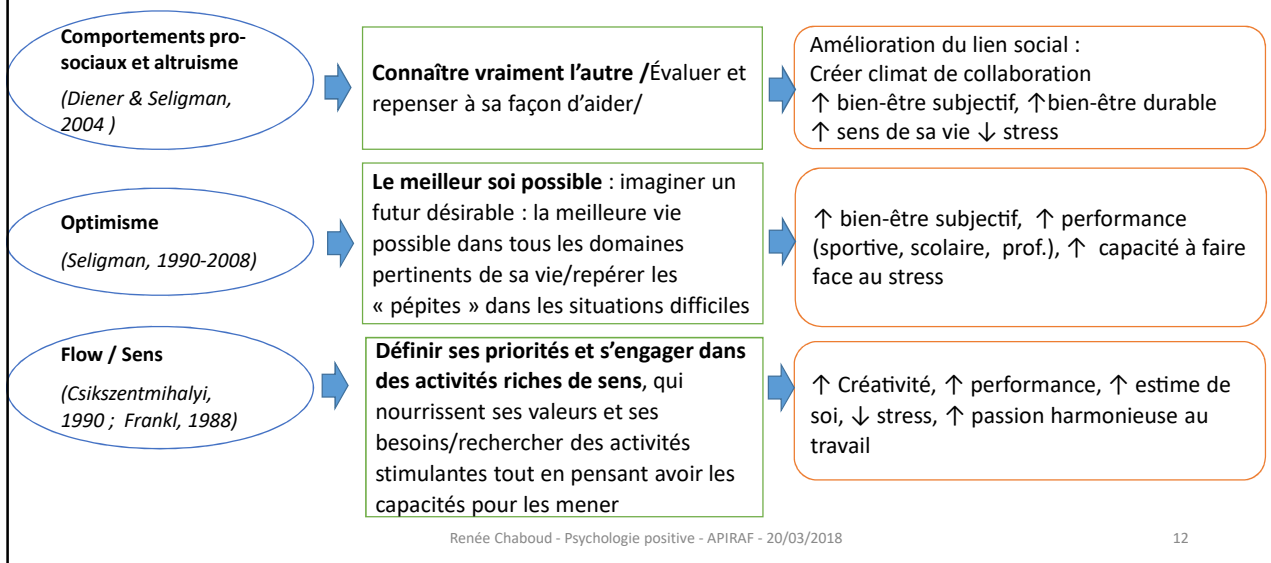 Comportements pro-
sociaux et altruisme
(Diener & Seligman,
2004 )
Connaître vraiment l’autre /Évaluer et
repenser à sa façon d’aider/
Amélioration du lien social :
Créer climat de collaboration
↑ bien-être subjectif, ↑bien-être durable
↑ sens de sa vie ↓ stress
Optimisme
(Seligman, 1990-2008)
Le meilleur soi possible : imaginer un
futur désirable : la meilleure vie
possible dans tous les domaines
pertinents de sa vie/repérer les
« pépites » dans les situations difficiles
↑ bien-être subjectif, ↑ performance
(sportive, scolaire, prof.), ↑ capacité à faire
face au stress
Flow / Sens
(Csikszentmihalyi,
1990 ; Frankl, 1988)
Définir ses priorités et s’engager dans
des activités riches de sens, qui
nourrissent ses valeurs et ses
besoins/rechercher des activités
stimulantes tout en pensant avoir les
capacités pour les mener
↑ Créativité, ↑ performance, ↑ estime de
soi, ↓ stress, ↑ passion harmonieuse au
travail
Renée Chaboud - Psychologie positive - APIRAF - 20/03/2018
12